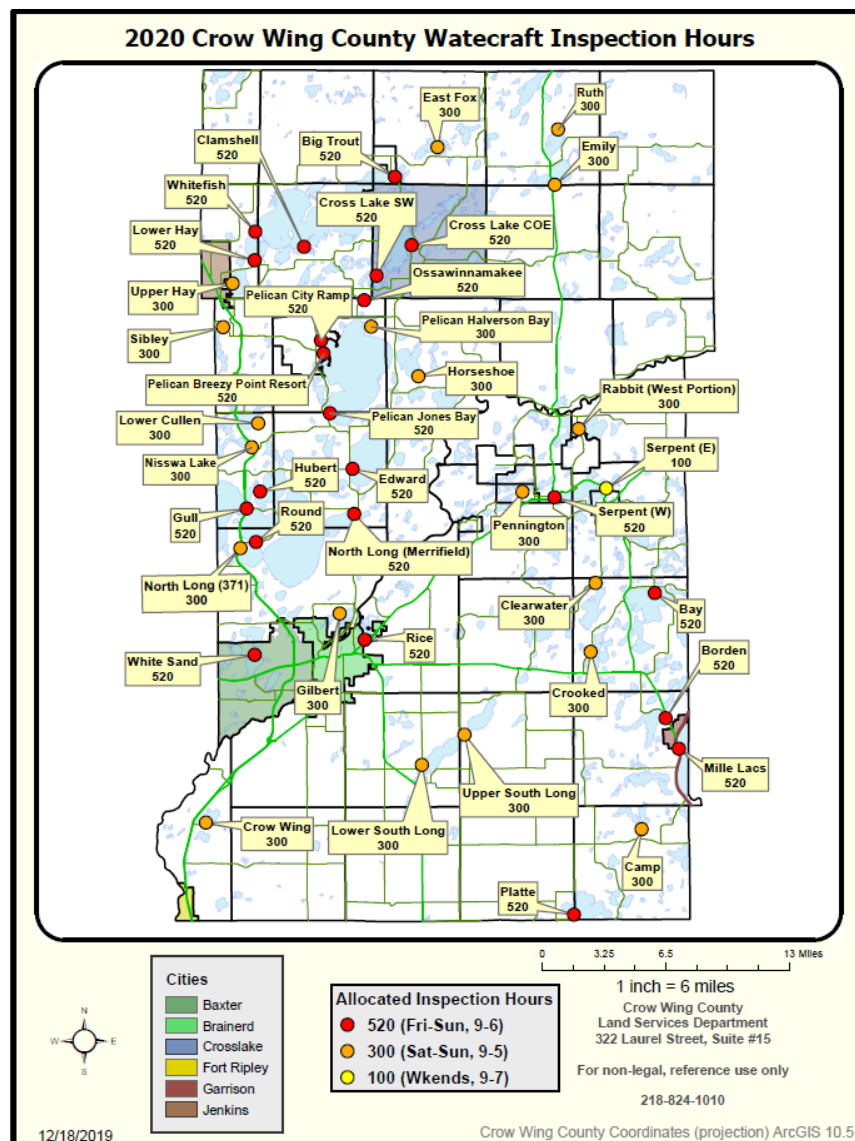 2020 Crow Wing County Watecraft Inspection Hours
East Fox
300
Ruth
300
Clamshell
520
Big Trout
520
Emily
300
Whitefish
520
Cross Lake SW
520
Lower Hay
520
Cross Lake COE
520
Ossawinnamakee
520
Upper Hay
300
Pelican City Ramp
520
Pelican Halverson Bay
300
Sibley
300
Horseshoe
300
Pelican Breezy Point Resort
520
Rabbit (West Portion)
300
Lower Cullen
300
Pelican Jones Bay
520
Nisswa Lake
300
Hubert
520
Edward
520
Serpent (E)
100
Gull
520
Round
520
Pennington
300
Serpent (W)
520
North Long (Merrifield)
520
North Long (371)
300
Clearwater
300
Bay
520
White Sand
520
Rice
520
Gilbert
300
Crooked
300
Borden
520
Mille Lacs
520
Upper South Long
300
Crow Wing
300
Lower South Long
300
Camp
300
Platte
520
0 3.25 6.5 13 Miles
1 inch = 6 miles
Crow Wing County
Land Services Department
322 Laurel Street, Suite #15
For non-legal, reference use only
218-824-1010
Cities
Baxter
Brainerd
Crosslake
Fort Ripley
Garrison
Jenkins
Allocated Inspection Hours
520 (Fri-Sun, 9-6)
300 (Sat-Sun, 9-5)
100 (Wkends, 9-7)
N
W E
S
12/18/2019
Crow Wing County Coordinates (projection) ArcGIS 10.5